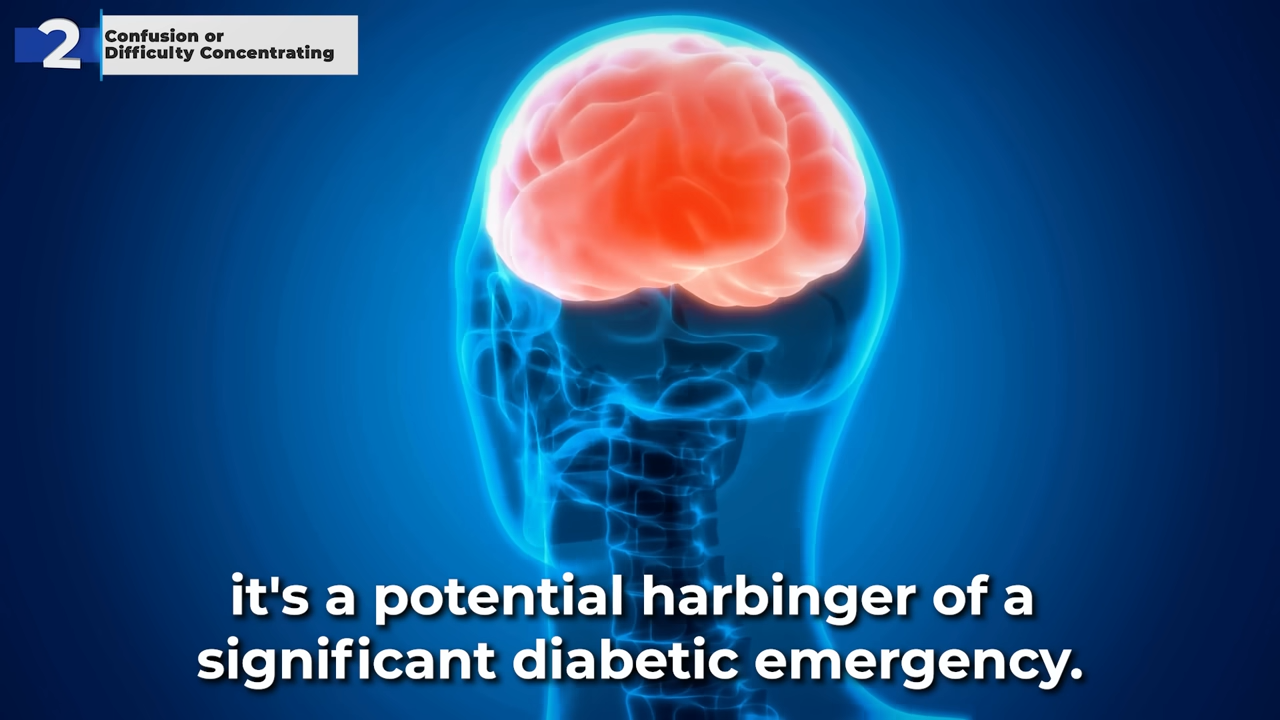 2
Confusion or
Difficulty Concentrating
it's a potential harbinger of a
significant diabetic emergency.